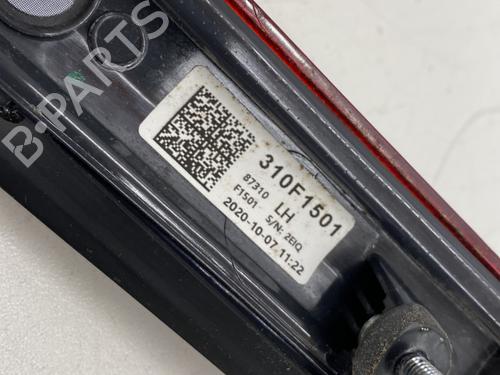 B-PARTS
310F1501
87310 LH
F1501 S/N: 2EIQ
2020-10-07, 11:22